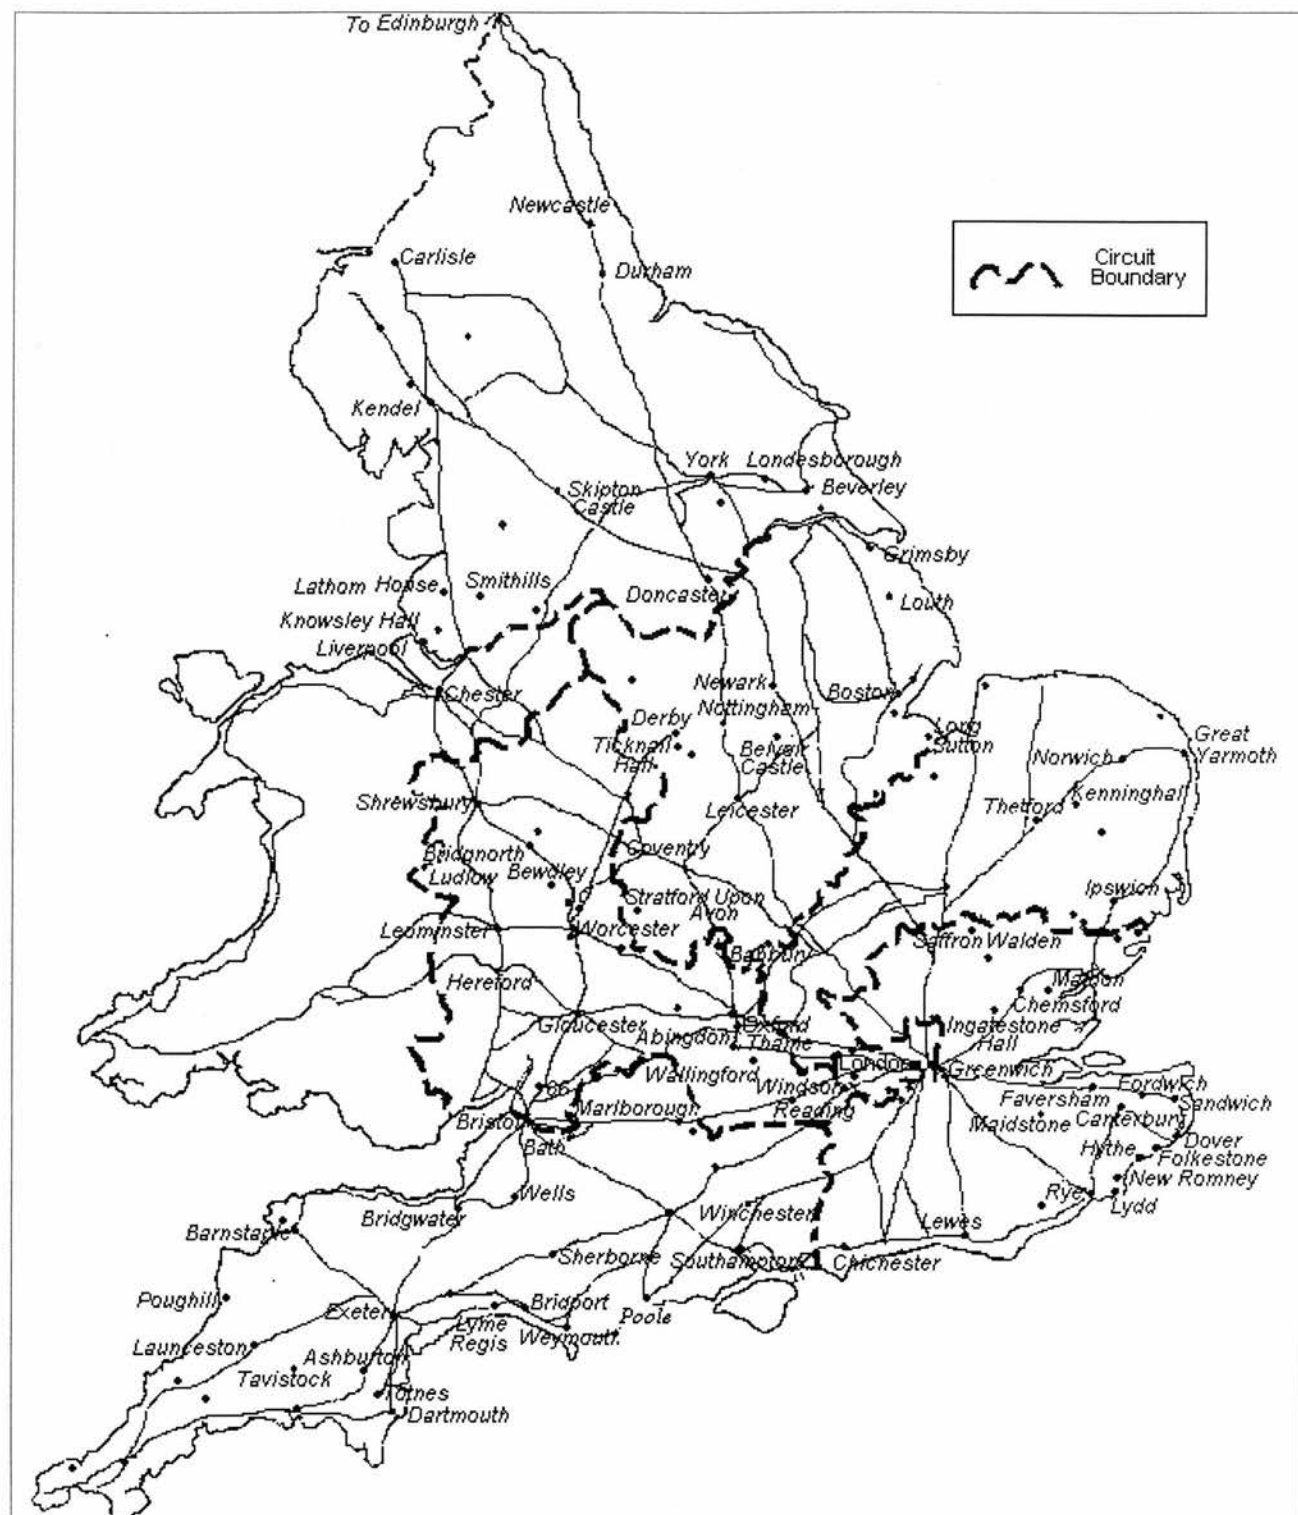 To Edinburgh
Newcastle
Circuit
Boundary
Carlisle
Durham
Kendel
York
Londesborough
Skipton
Castle
Beverley
Grimsby
Lathom House
Smithills
Doncaster
Louth
Knowsley Hall
Liverpool
Chester
Newark
Boston
Nottingham
Derby
Ticknall
Hall
Belvoir
Castle
Long
Sutton
Great
Yarmoth
Norwich
Shrewsbury
Leicester
Thetford
Kenninghal
Bridgnorth
Coventry
Ludlow
Bewdley
Ipswich
Stratford Upon
Avon
Leominster
Worcester
Banbury
Saffron Walden
Hereford
Maldon
Chemsford
Gloucester
Oxford
Ingatestone
Hall
Abingdon
Thame
London
Greenwich
Wallingford
Windsor
Fordwich
Faversham
Sandwich
Marlborough
Reading
Bristol
Maidstone
Canterbury
Bath
Dover
Hythe
Folkestone
New Romney
Wells
Rye
Lydd
Bridgwater
Winchester
Lewes
Barnstaple
Sherborne
Southampton
Chichester
Poughill
Exeter
Bridport
Poole
Lyme
Regis
Weymouth
Launceston
Ashburton
Tavistock
Totnes
Dartmouth